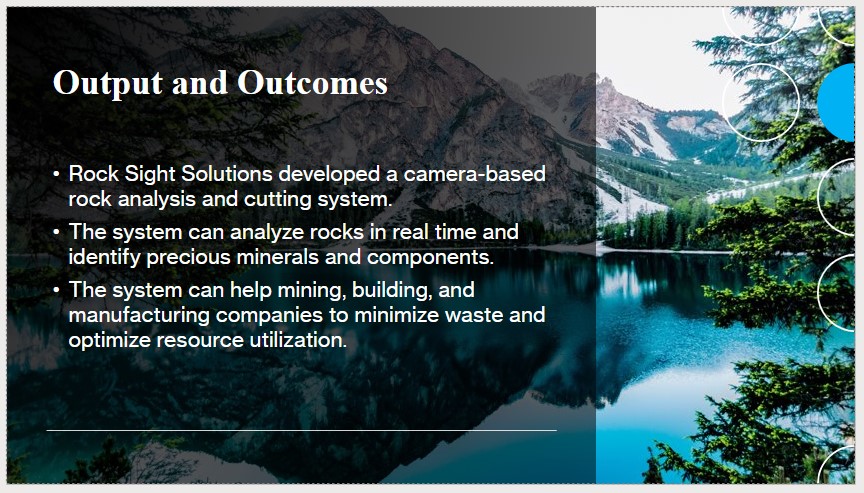 Output and Outcomes
• Rock Sight Solutions developed a camera-based
rock analysis and cutting system.
• The system can analyze rocks in real time and
identify precious minerals and components.
• The system can help mining, building, and
manufacturing companies to minimize waste and
optimize resource utilization.